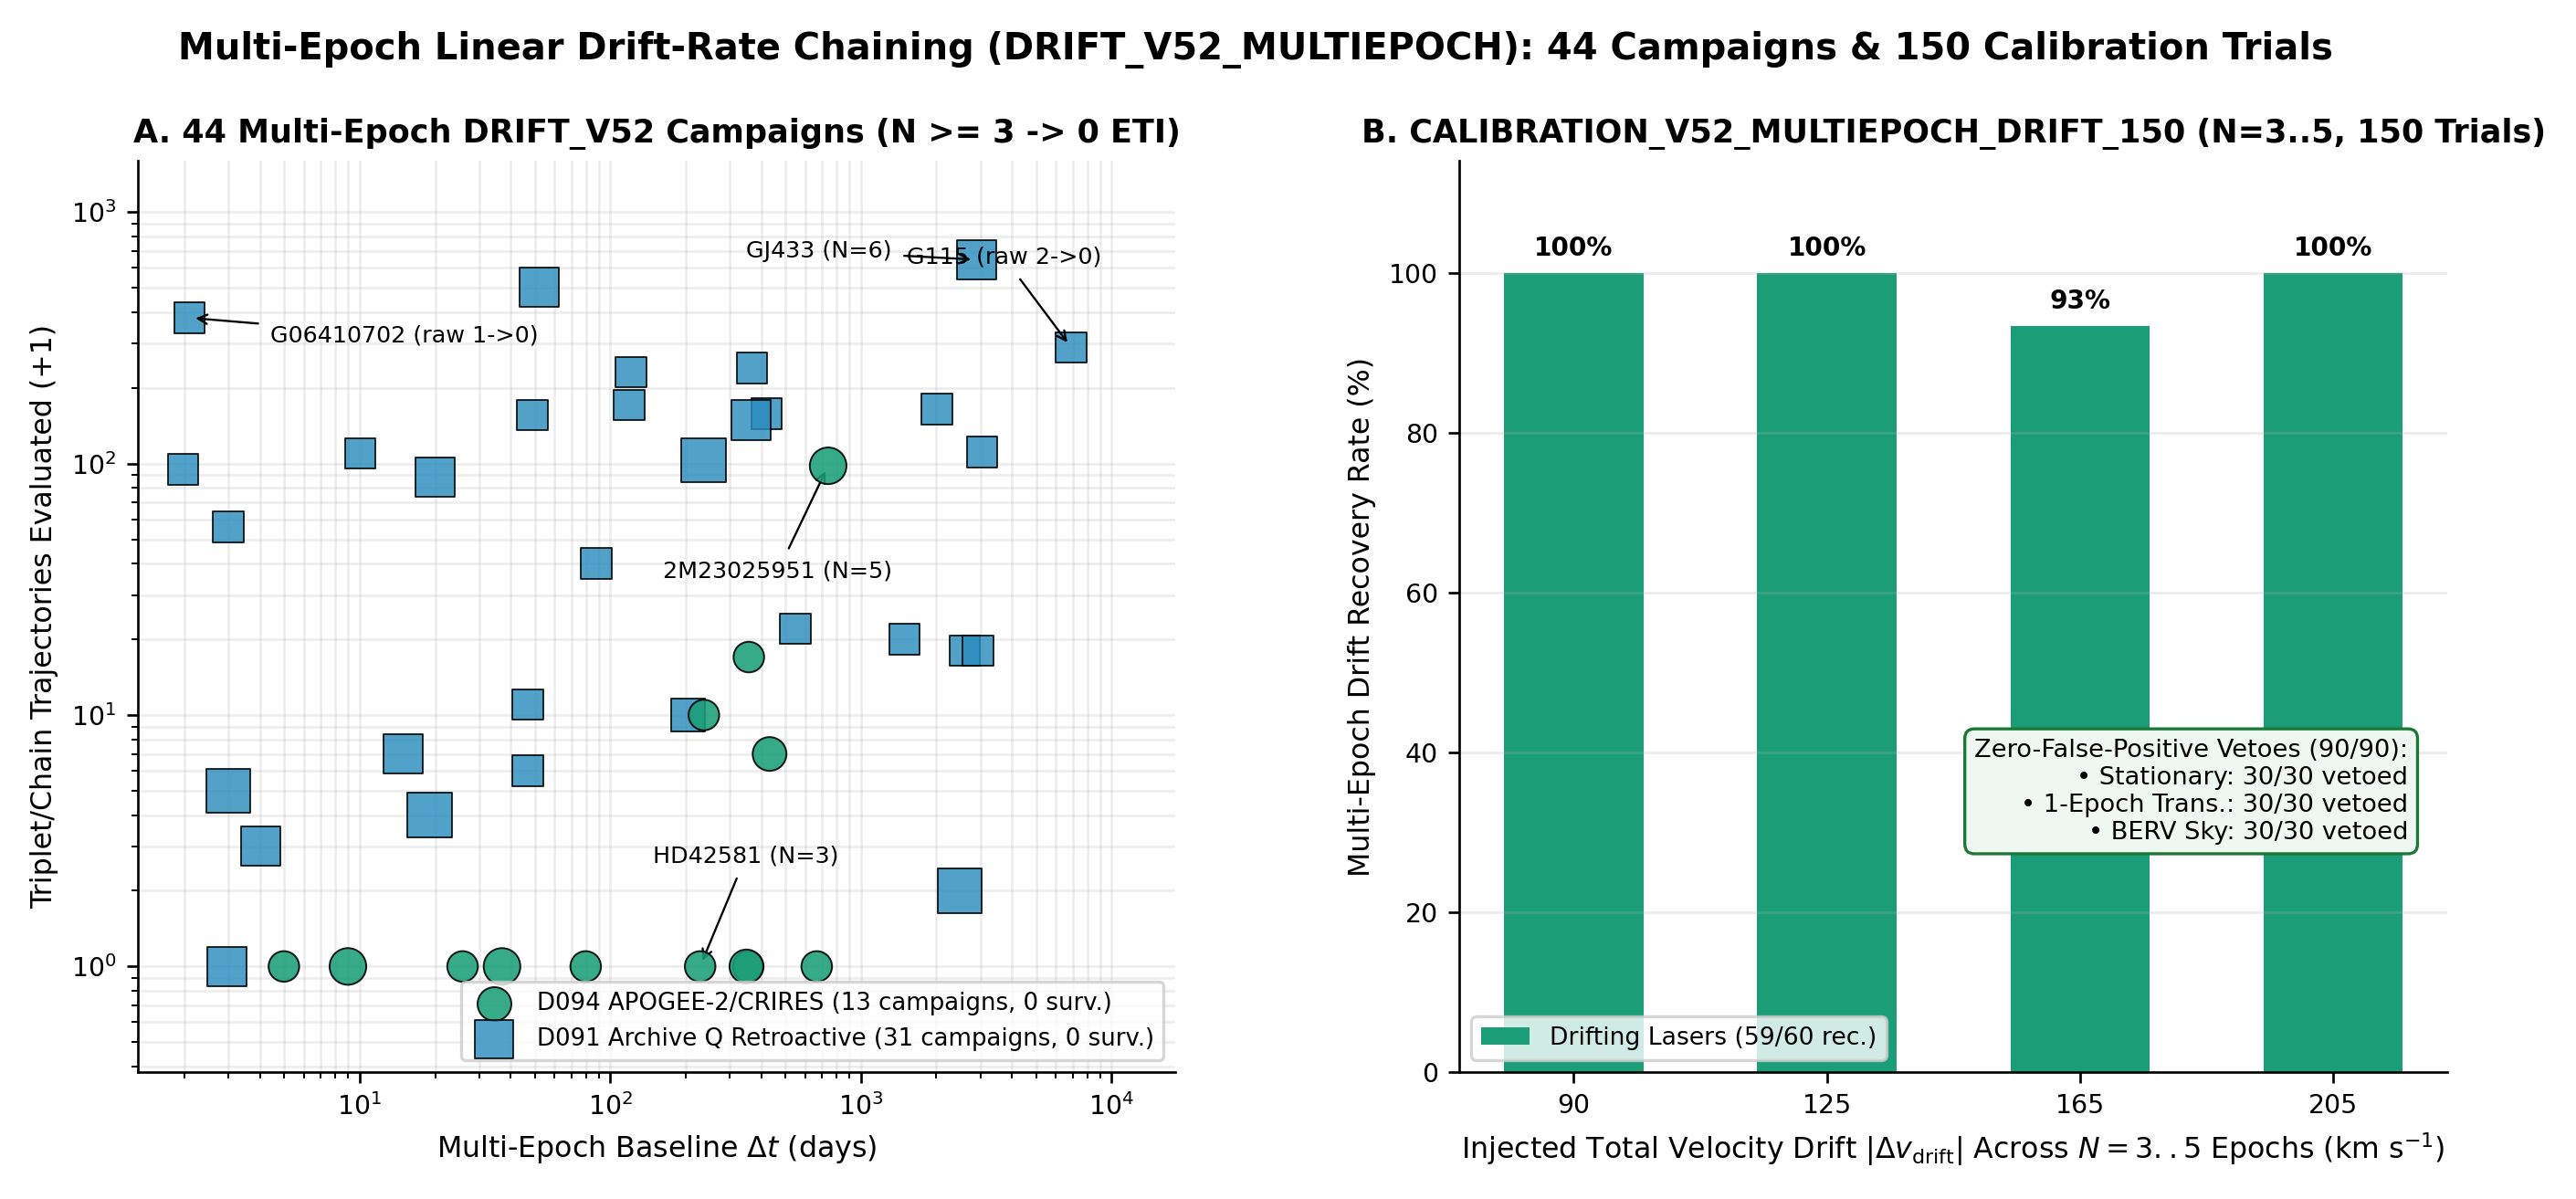 Multi-Epoch Linear Drift-Rate Chaining (DRIFT_V52_MULTIEPOCH): 44 Campaigns & 150 Calibration Trials
A. 44 Multi-Epoch DRIFT_V52 Campaigns (N >= 3 -> 0 ETI)
Triplet/Chain Trajectories Evaluated (+1)
10³
10²
10¹
10⁰
GJ433 (N=6)
G115 (raw 2->0)
G06410702 (raw 1->0)
2M23025951 (N=5)
HD42581 (N=3)
D094 APOGEE-2/CRIRES (13 campaigns, 0 surv.)
D091 Archive Q Retroactive (31 campaigns, 0 surv.)
10¹ 10² 10³ 10⁴
Multi-Epoch Baseline Δt (days)
B. CALIBRATION_V52_MULTIEPOCH_DRIFT_150 (N=3..5, 150 Trials)
Multi-Epoch Drift Recovery Rate (%)
100
80
60
40
20
0
100% 100% 93% 100%
Zero-False-Positive Vetoes (90/90):
• Stationary: 30/30 vetoed
• 1-Epoch Trans.: 30/30 vetoed
• BERV Sky: 30/30 vetoed
Drifting Lasers (59/60 rec.)
90 125 165 205
Injected Total Velocity Drift |Δv_drift| Across N = 3..5 Epochs (km s⁻¹)